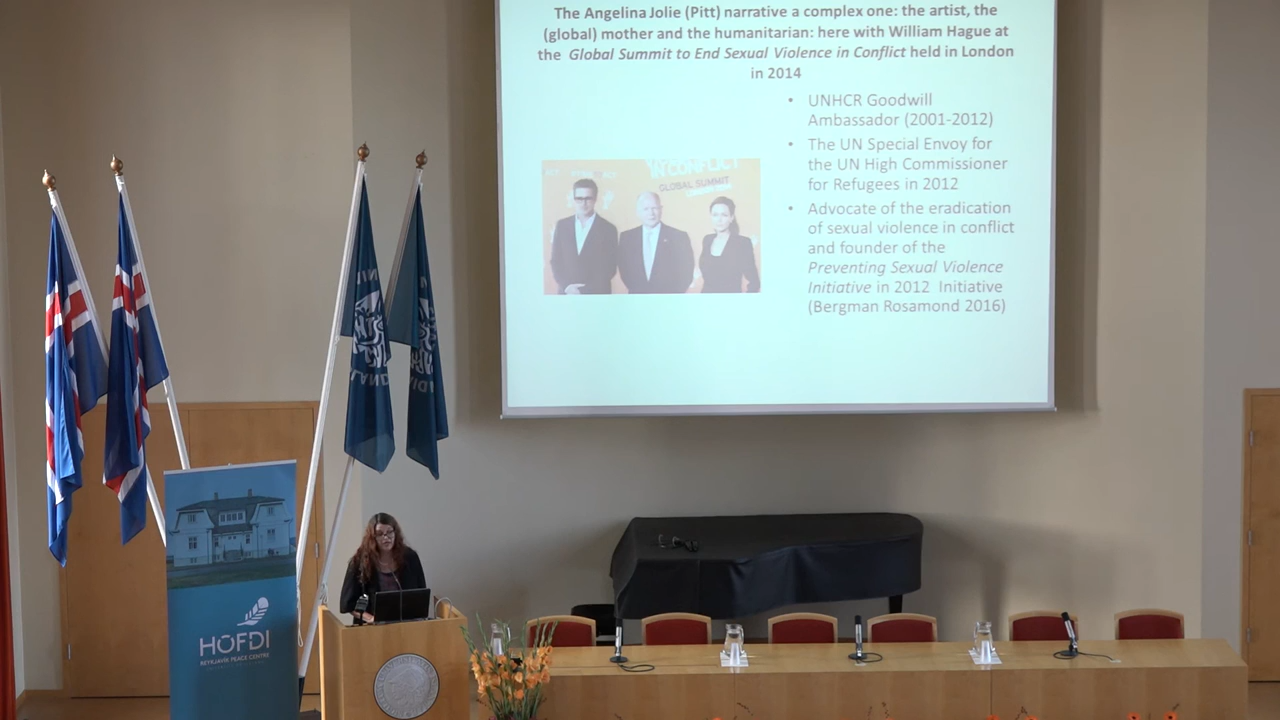 The Angelina Jolie (Pitt) narrative a complex one: the artist, the
(global) mother and the humanitarian: here with William Hague at
the Global Summit to End Sexual Violence in Conflict held in London
in 2014
• UNHCR Goodwill
Ambassador (2001-2012)
• The UN Special Envoy for
the UN High Commissioner
for Refugees in 2012
• Advocate of the eradication
of sexual violence in conflict
and founder of the
Preventing Sexual Violence
Initiative in 2012 Initiative
(Bergman Rosamond 2016)
IN CONFLICT
GLOBAL SUMMIT
HÖFÐI
REYKJAVÍK PEACE CENTRE